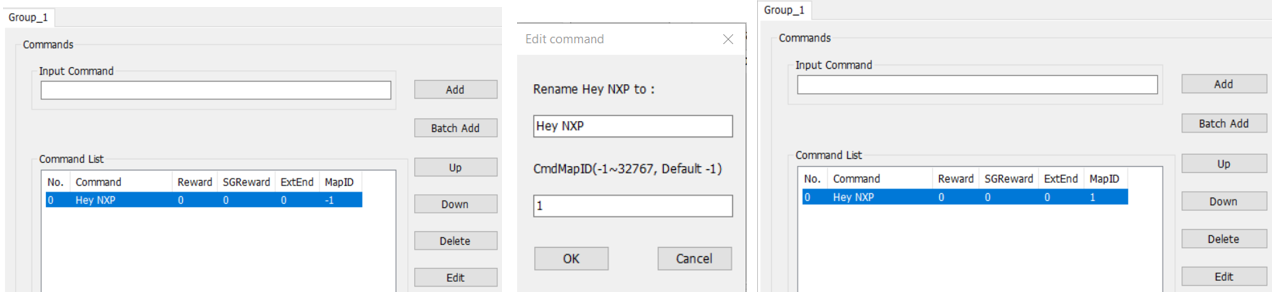 Group_1
Commands
Input Command
Add
Batch Add
Command List
Up
No. Command Reward SGReward ExtEnd MapID
0 Hey NXP 0 0 0 -1
Down
Delete
Edit
Edit command
Rename Hey NXP to :
Hey NXP
CmdMapID(-1~32767, Default -1)
1
OK Cancel
Group_1
Commands
Input Command
Add
Batch Add
Command List
Up
No. Command Reward SGReward ExtEnd MapID
0 Hey NXP 0 0 0 1
Down
Delete
Edit